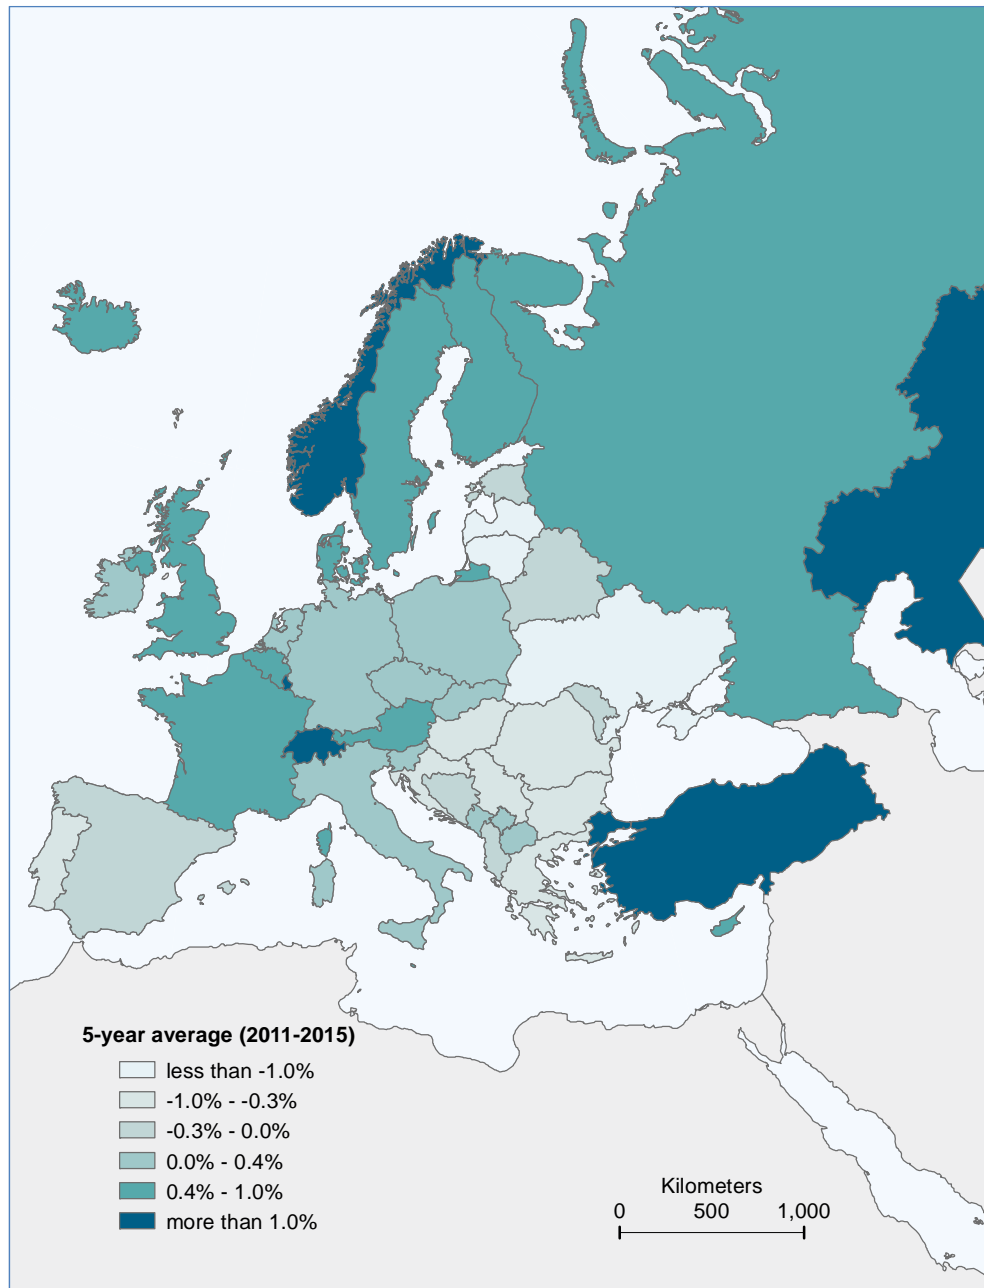 5-year average (2011-2015)
less than -1.0%
-1.0% - -0.3%
-0.3% - 0.0%
0.0% - 0.4%
0.4% - 1.0%
more than 1.0%
Kilometers
0 500 1,000